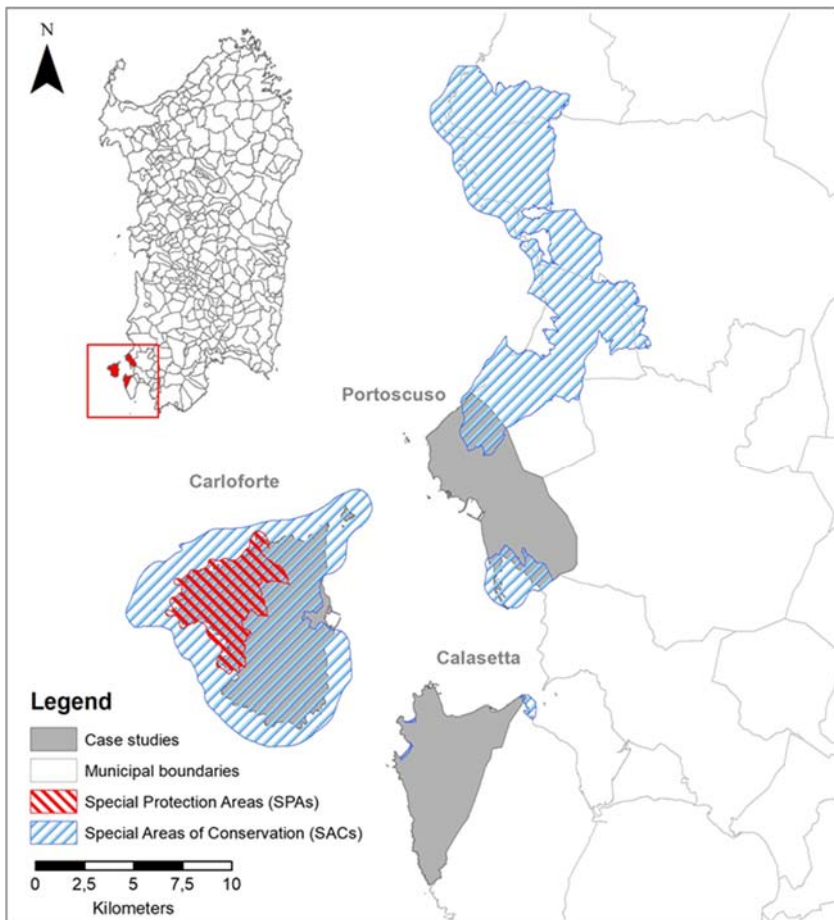 N
Portoscuso
Carloforte
Calasetta
Legend
Case studies
Municipal boundaries
Special Protection Areas (SPAs)
Special Areas of Conservation (SACs)
0 2,5 5 7,5 10
Kilometers